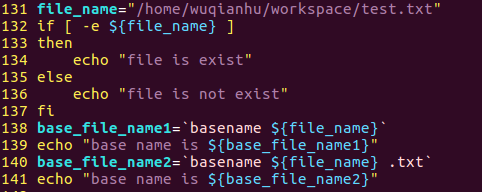 131 file_name="/home/wuqianhu/workspace/test.txt"
132 if [ -e ${file_name} ]
133 then
134     echo "file is exist"
135 else
136     echo "file is not exist"
137 fi
138 base_file_name1=`basename ${file_name}`
139 echo "base name is ${base_file_name1}"
140 base_file_name2=`basename ${file_name} .txt`
141 echo "base name is ${base_file_name2}"